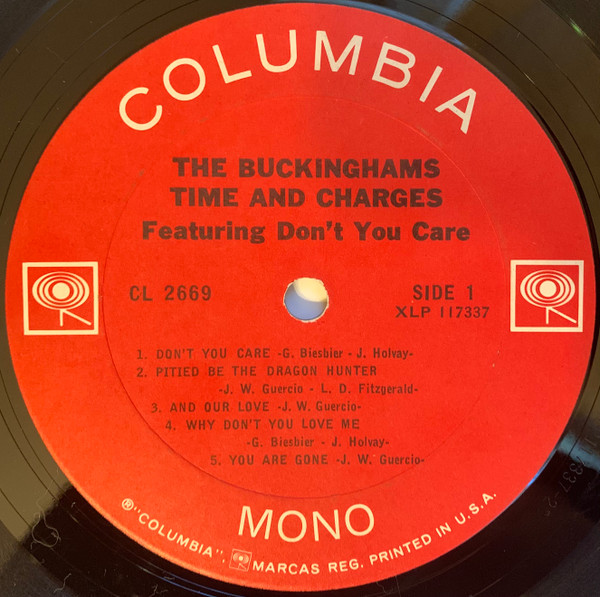 COLUMBIA
THE BUCKINGHAMS
TIME AND CHARGES
Featuring Don't You Care
CL 2669
SIDE 1
XLP 117337
1. DON'T YOU CARE -G. Biesbier - J. Holvay-
2. PITIED BE THE DRAGON HUNTER
-J. W. Guercio - L. D. Fitzgerald-
3. AND OUR LOVE -J. W. Guercio-
4. WHY DON'T YOU LOVE ME
-G. Biesbier - J. Holvay-
5. YOU ARE GONE -J. W. Guercio-
MONO
®"COLUMBIA", MARCAS REG. PRINTED IN U.S.A.